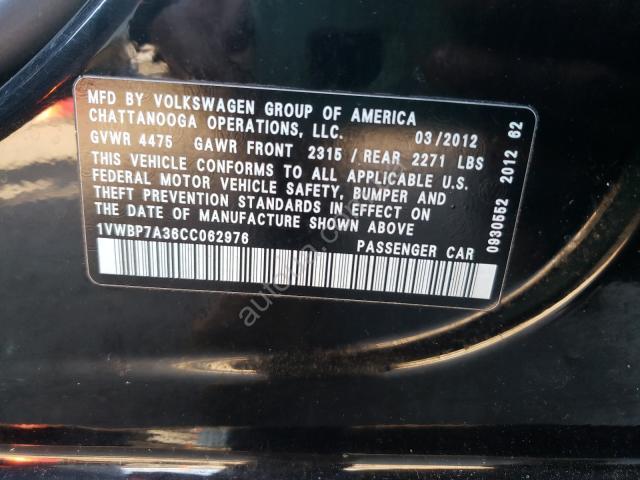 MFD BY VOLKSWAGEN GROUP OF AMERICA
CHATTANOOGA OPERATIONS, LLC. 03/2012
GVWR 4475 GAWR FRONT 2315/REAR 2271 LBS
THIS VEHICLE CONFORMS TO ALL APPLICABLE U.S.
FEDERAL MOTOR VEHICLE SAFETY, BUMPER AND
THEFT PREVENTION STANDARDS IN EFFECT ON
THE DATE OF MANUFACTURE SHOWN ABOVE
1VWBP7A36CC062976 PASSENGER CAR
0930552 2012 62